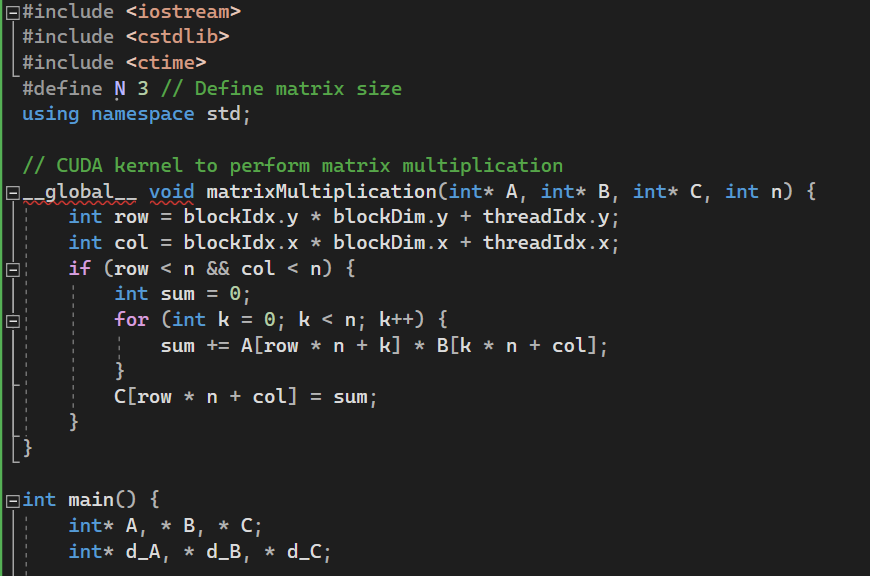 #include <iostream>
#include <cstdlib>
#include <ctime>
#define N 3 // Define matrix size
using namespace std;
// CUDA kernel to perform matrix multiplication
__global__ void matrixMultiplication(int* A, int* B, int* C, int n) {
int row = blockIdx.y * blockDim.y + threadIdx.y;
int col = blockIdx.x * blockDim.x + threadIdx.x;
if (row < n && col < n) {
int sum = 0;
for (int k = 0; k < n; k++) {
sum += A[row * n + k] * B[k * n + col];
}
C[row * n + col] = sum;
}
}
int main() {
int* A, * B, * C;
int* d_A, * d_B, * d_C;